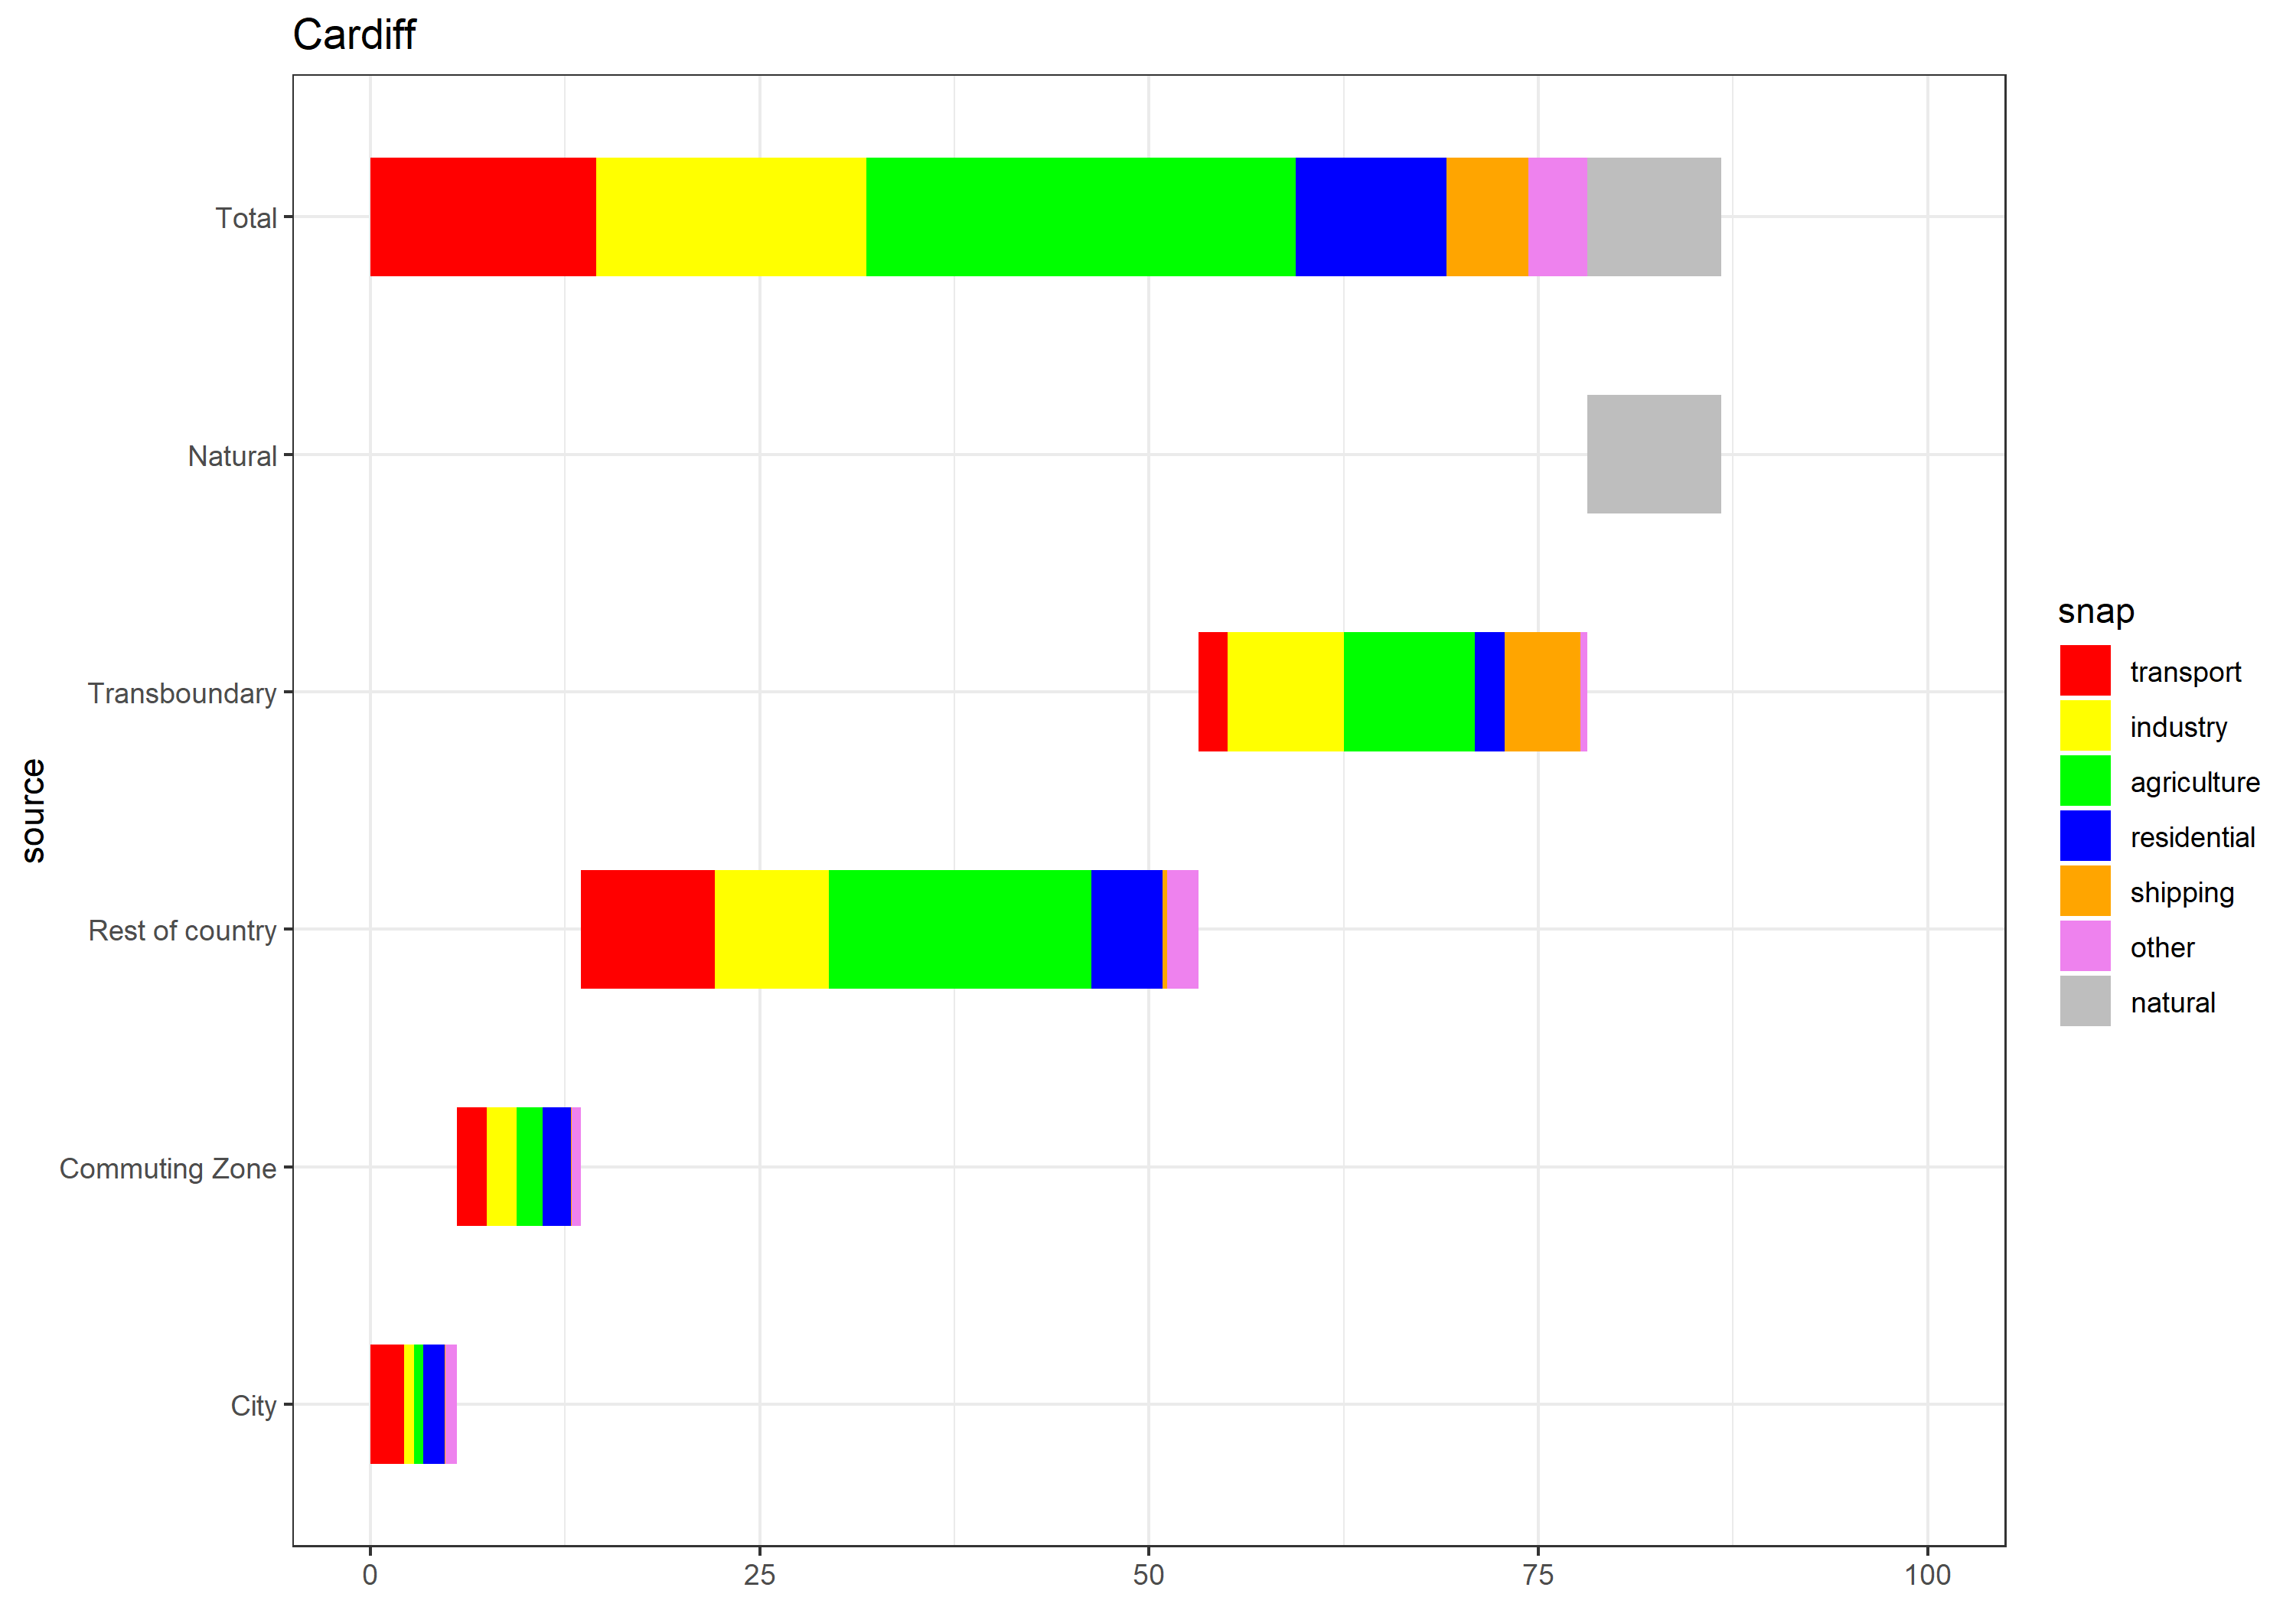 Cardiff
Total
Natural
Transboundary
Rest of country
Commuting Zone
City
source
0 25 50 75 100
snap
transport
industry
agriculture
residential
shipping
other
natural